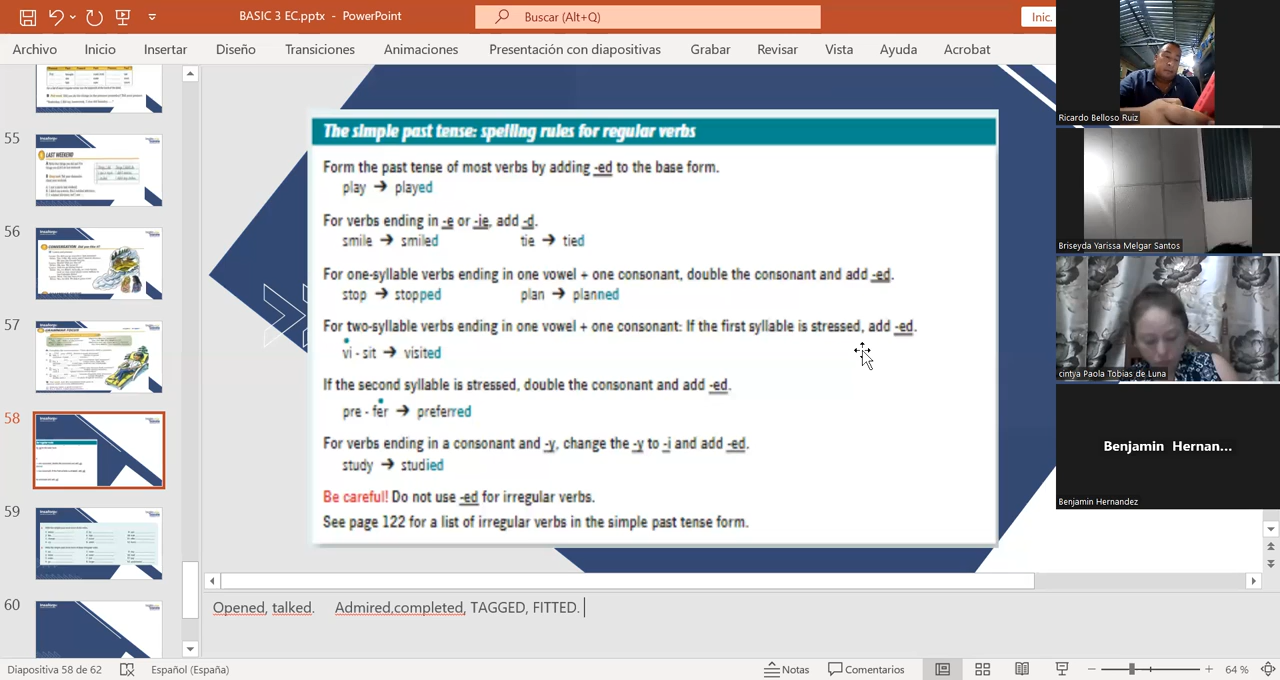 BASIC 3 EC.pptx - PowerPoint
Buscar (Alt+Q)
Inic.
Archivo Inicio Insertar Diseño Transiciones Animaciones Presentación con diapositivas Grabar Revisar Vista Ayuda Acrobat
55
LAST WEEKEND
56
57
58
59
60
The simple past tense: spelling rules for regular verbs
Form the past tense of most verbs by adding -ed to the base form.
play → played
For verbs ending in -e or -ie, add -d.
smile → smiled tie → tied
For one-syllable verbs ending in one vowel + one consonant, double the consonant and add -ed.
stop → stopped plan → planned
For two-syllable verbs ending in one vowel + one consonant: If the first syllable is stressed, add -ed.
vi - sit → visited
If the second syllable is stressed, double the consonant and add -ed.
pre - fer → preferred
For verbs ending in a consonant and -y, change the -y to -i and add -ed.
study → studied
Be careful! Do not use -ed for irregular verbs.
See page 122 for a list of irregular verbs in the simple past tense form.
Opened, talked. Admired,completed, TAGGED, FITTED.
Ricardo Belloso Ruiz
Briseyda Yarissa Melgar Santos
cintya Paola Tobias de Luna
Benjamin Hernan...
Benjamin Hernandez
Diapositiva 58 de 62 Español (España) Notas Comentarios 64 %